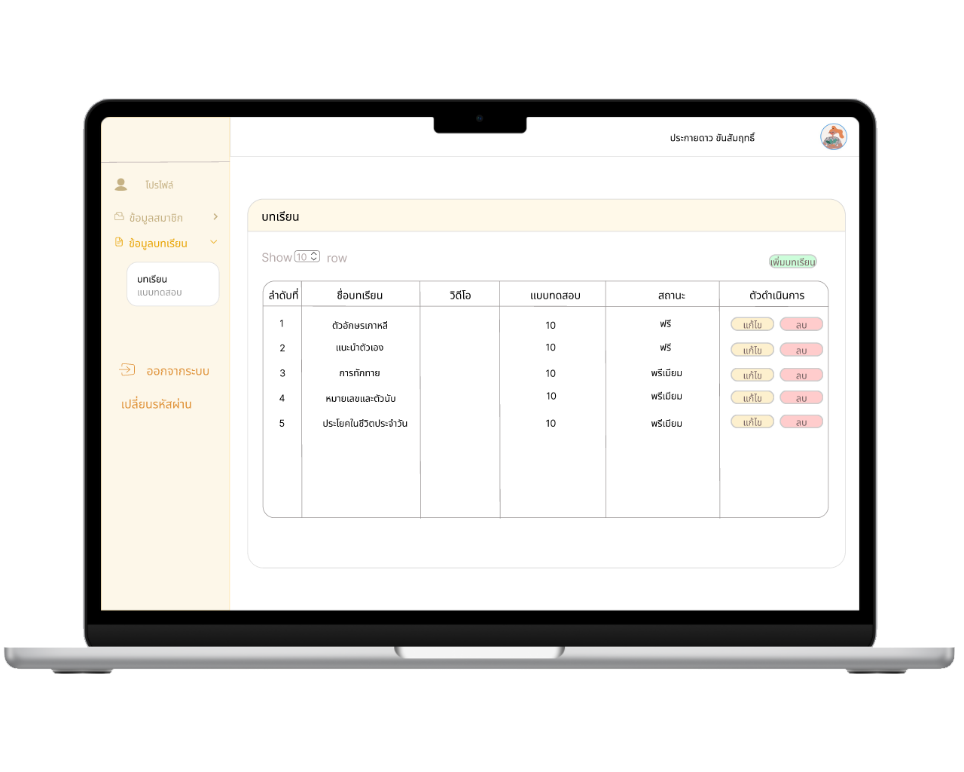 ประกายดาว ขันสัมฤทธิ์
โปรไฟล์
ข้อมูลสมาชิก
ข้อมูลบทเรียน
บทเรียน
แบบทดสอบ
ออกจากระบบ
เปลี่ยนรหัสผ่าน
บทเรียน
Show 10 row
เพิ่มบทเรียน
ลำดับที่ ชื่อบทเรียน วิดีโอ แบบทดสอบ สถานะ ตัวดำเนินการ
1 ตัวอักษรเกาหลี 10 ฟรี แก้ไข ลบ
2 แนะนำตัวเอง 10 ฟรี แก้ไข ลบ
3 การทักทาย 10 พรีเมียม แก้ไข ลบ
4 หมายเลขและตัวนับ 10 พรีเมียม แก้ไข ลบ
5 ประโยคในชีวิตประจำวัน 10 พรีเมียม แก้ไข ลบ